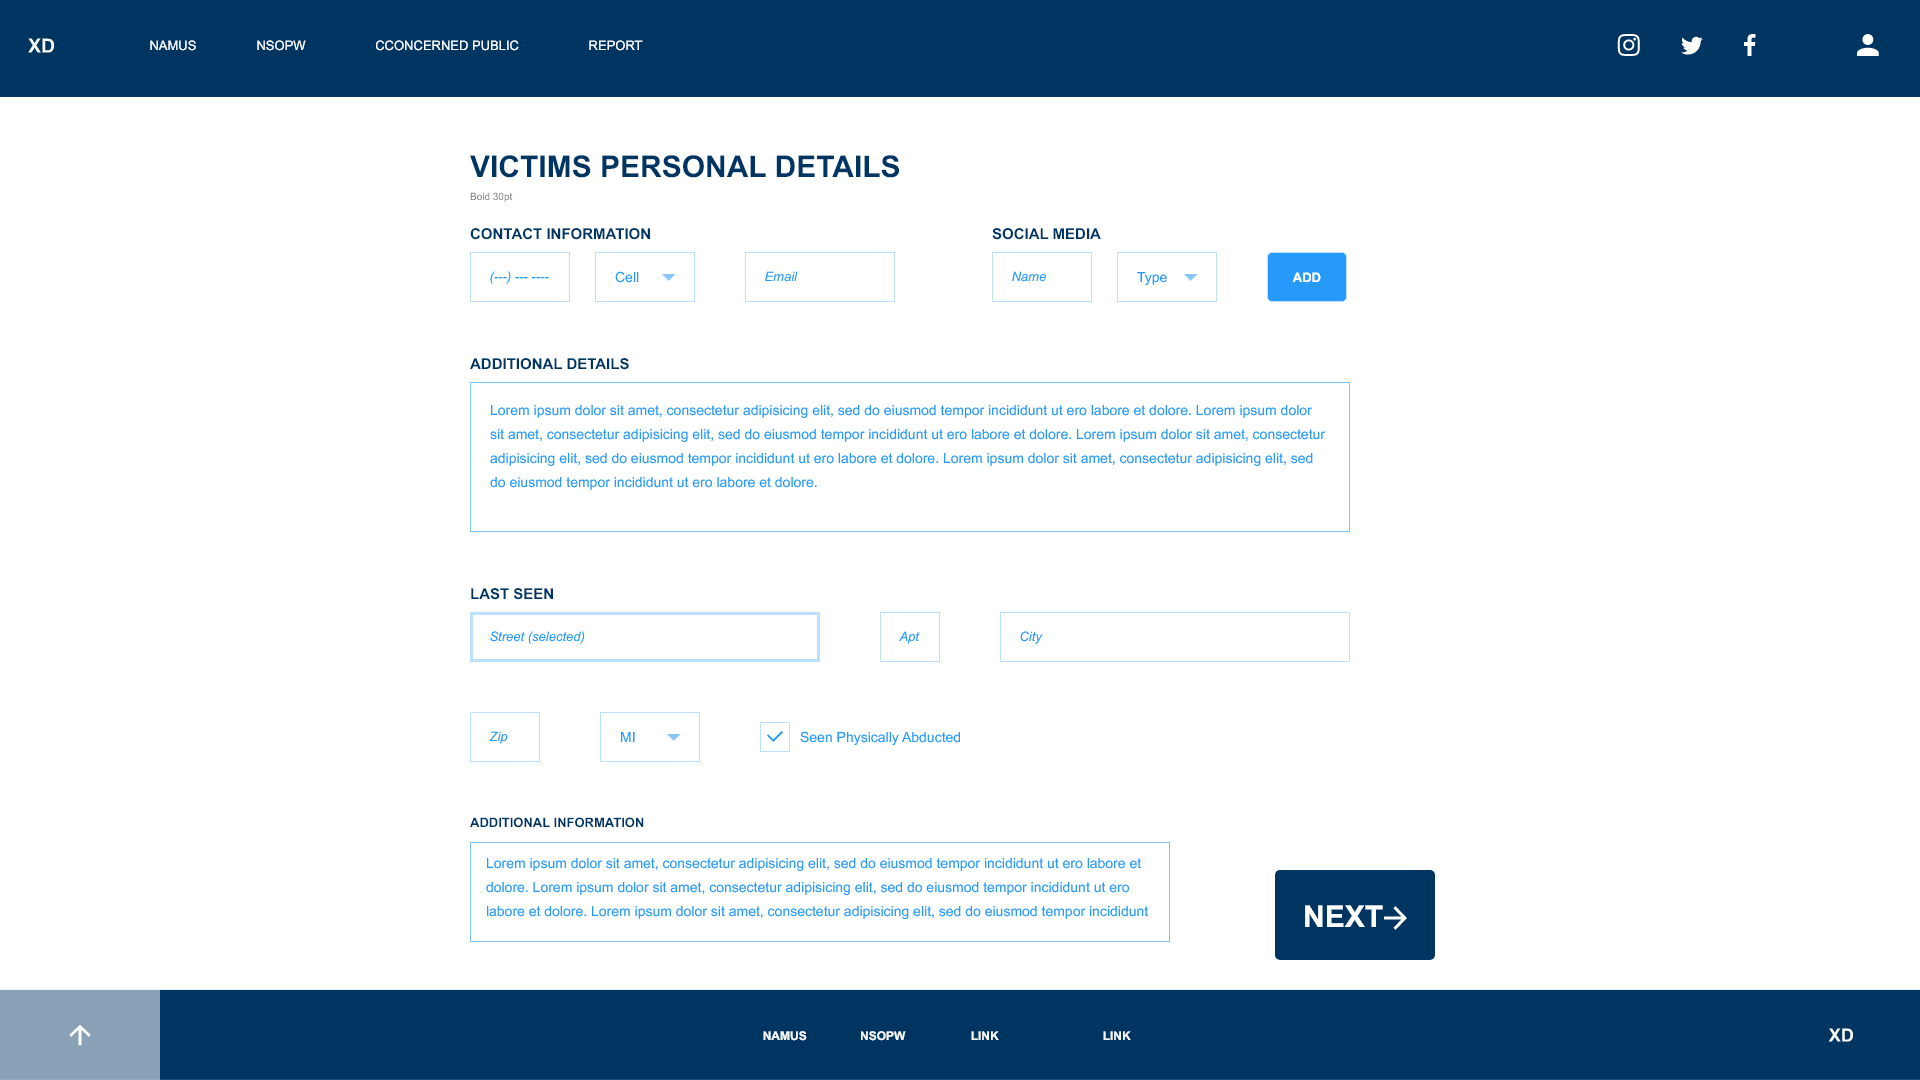 XD
NAMUS
NSOPW
CCONCERNED PUBLIC
REPORT
VICTIMS PERSONAL DETAILS
Bold 30pt
CONTACT INFORMATION
SOCIAL MEDIA
(---) --- ----
Cell
Email
Name
Type
ADD
ADDITIONAL DETAILS
Lorem ipsum dolor sit amet, consectetur adipisicing elit, sed do eiusmod tempor incididunt ut ero labore et dolore. Lorem ipsum dolor
sit amet, consectetur adipisicing elit, sed do eiusmod tempor incididunt ut ero labore et dolore. Lorem ipsum dolor sit amet, consectetur
adipisicing elit, sed do eiusmod tempor incididunt ut ero labore et dolore. Lorem ipsum dolor sit amet, consectetur adipisicing elit, sed
do eiusmod tempor incididunt ut ero labore et dolore.
LAST SEEN
Street (selected)
Apt
City
Zip
MI
Seen Physically Abducted
ADDITIONAL INFORMATION
Lorem ipsum dolor sit amet, consectetur adipisicing elit, sed do eiusmod tempor incididunt ut ero labore et
dolore. Lorem ipsum dolor sit amet, consectetur adipisicing elit, sed do eiusmod tempor incididunt ut ero
labore et dolore. Lorem ipsum dolor sit amet, consectetur adipisicing elit, sed do eiusmod tempor incididunt
NEXT
NAMUS
NSOPW
LINK
LINK
XD